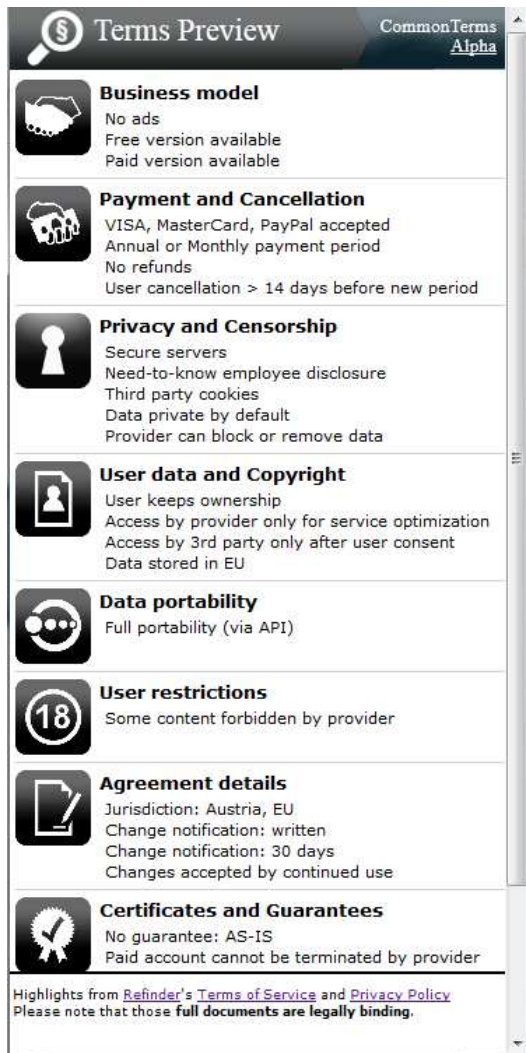 § Terms Preview
CommonTerms
Alpha
Business model
No ads
Free version available
Paid version available
Payment and Cancellation
VISA, MasterCard, PayPal accepted
Annual or Monthly payment period
No refunds
User cancellation > 14 days before new period
Privacy and Censorship
Secure servers
Need-to-know employee disclosure
Third party cookies
Data private by default
Provider can block or remove data
User data and Copyright
User keeps ownership
Access by provider only for service optimization
Access by 3rd party only after user consent
Data stored in EU
Data portability
Full portability (via API)
18
User restrictions
Some content forbidden by provider
Agreement details
Jurisdiction: Austria, EU
Change notification: written
Change notification: 30 days
Changes accepted by continued use
Certificates and Guarantees
No guarantee: AS-IS
Paid account cannot be terminated by provider
Highlights from Refinder's Terms of Service and Privacy Policy
Please note that those full documents are legally binding.